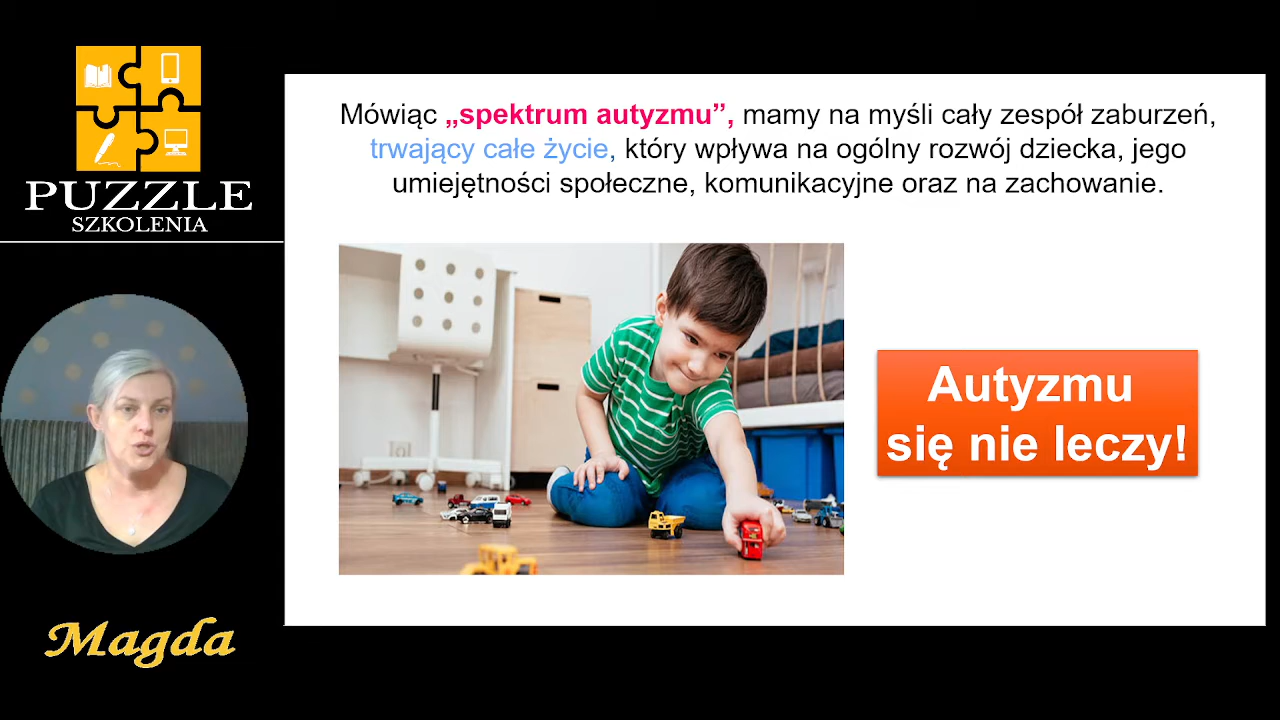 PUZZLE
SZKOLENIA
Magda
Mówiąc „spektrum autyzmu”, mamy na myśli cały zespół zaburzeń,
trwający całe życie, który wpływa na ogólny rozwój dziecka, jego
umiejętności społeczne, komunikacyjne oraz na zachowanie.
Autyzmu
się nie leczy!